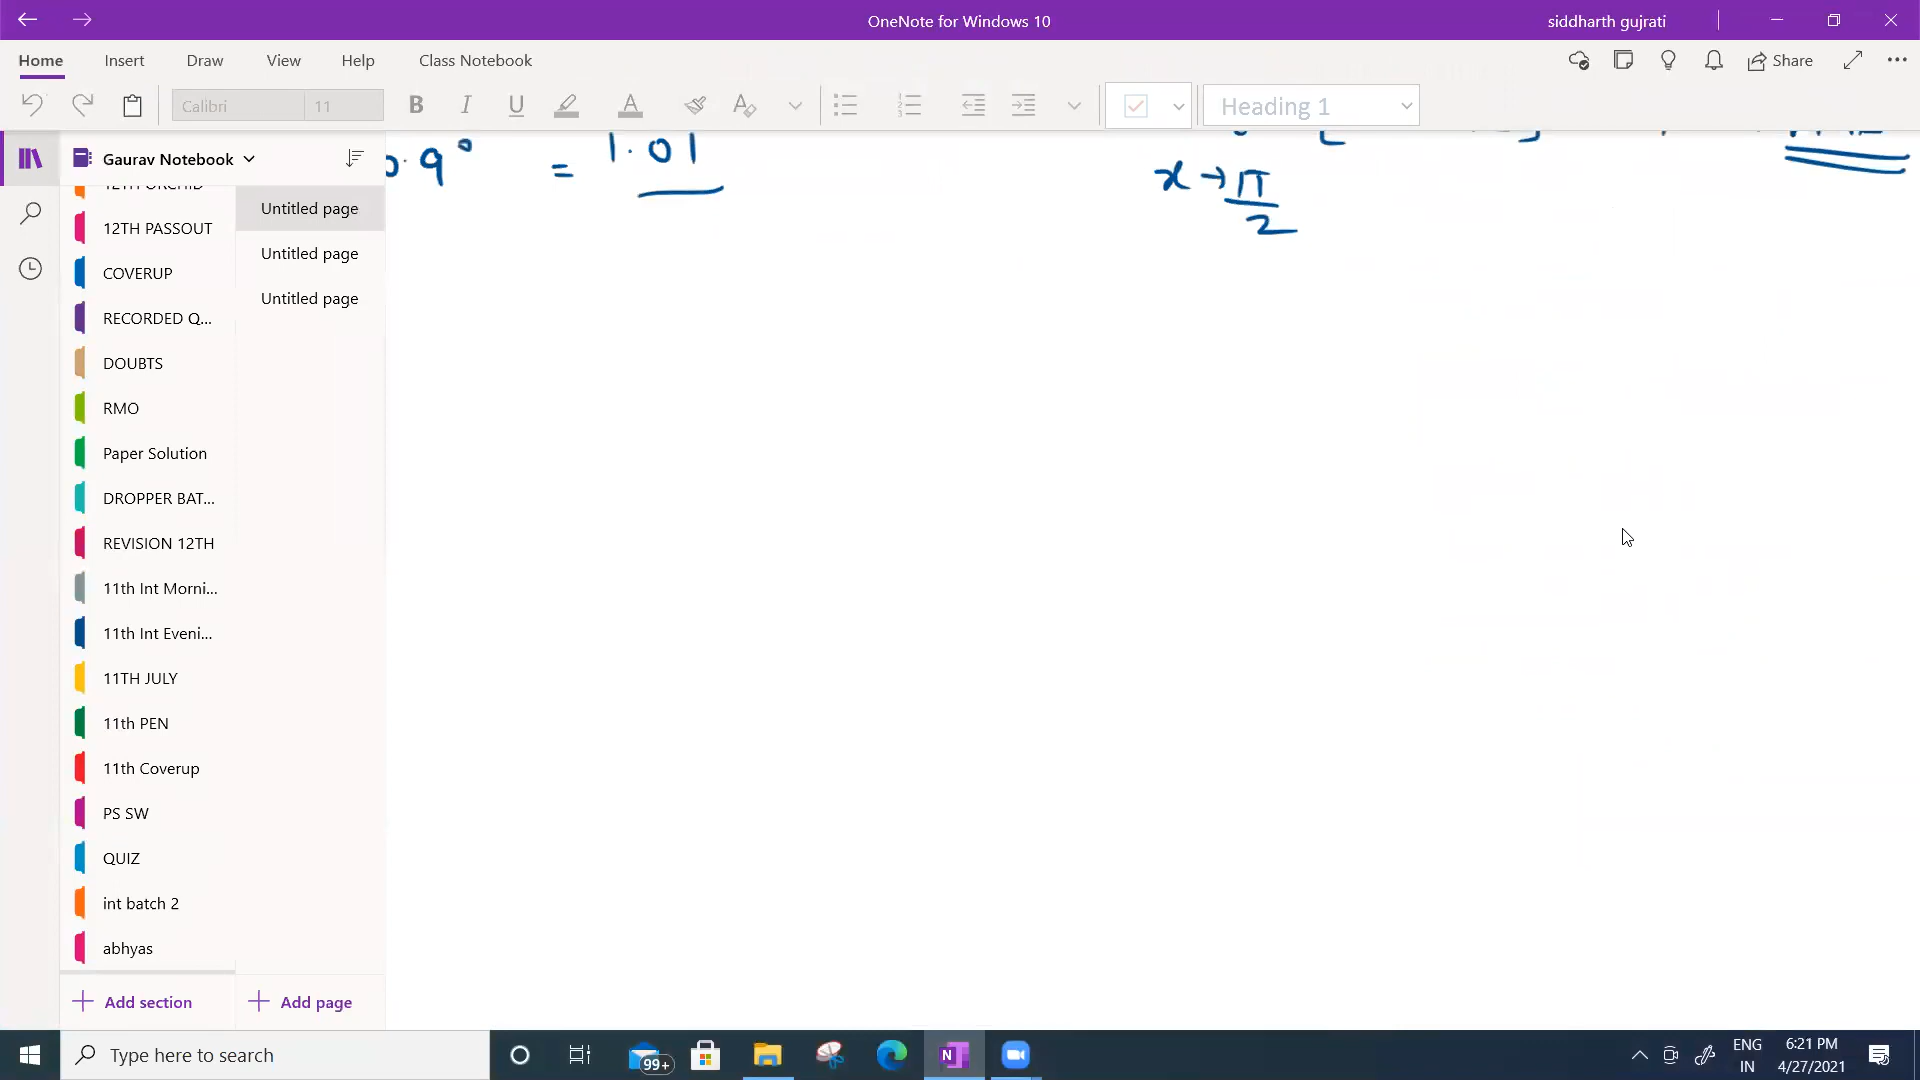 OneNote for Windows 10
siddharth gujrati
Home Insert Draw View Help Class Notebook
Share
Calibri 11
B I U A
Heading 1
Gaurav Notebook
12TH ORCHID
12TH PASSOUT
COVERUP
RECORDED Q...
DOUBTS
RMO
Paper Solution
DROPPER BAT...
REVISION 12TH
11th Int Morni...
11th Int Eveni...
11TH JULY
11th PEN
11th Coverup
PS SW
QUIZ
int batch 2
abhyas
Add section
Untitled page
Untitled page
Untitled page
Add page
0.9° = 1.01
x → π/2
Type here to search
99+
N
ENG
IN
6:21 PM
4/27/2021